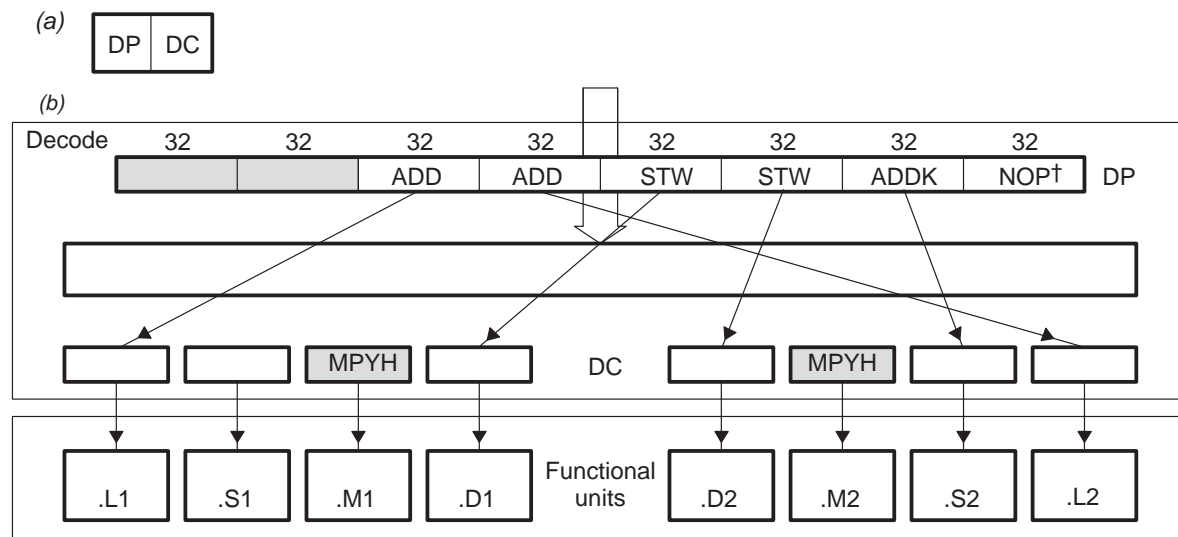 (a)
DP DC
(b)
Decode 32 32 32 32 32 32 32 32
ADD ADD STW STW ADDK NOP† DP
MPYH DC MPYH
.L1 .S1 .M1 .D1 Functional units .D2 .M2 .S2 .L2